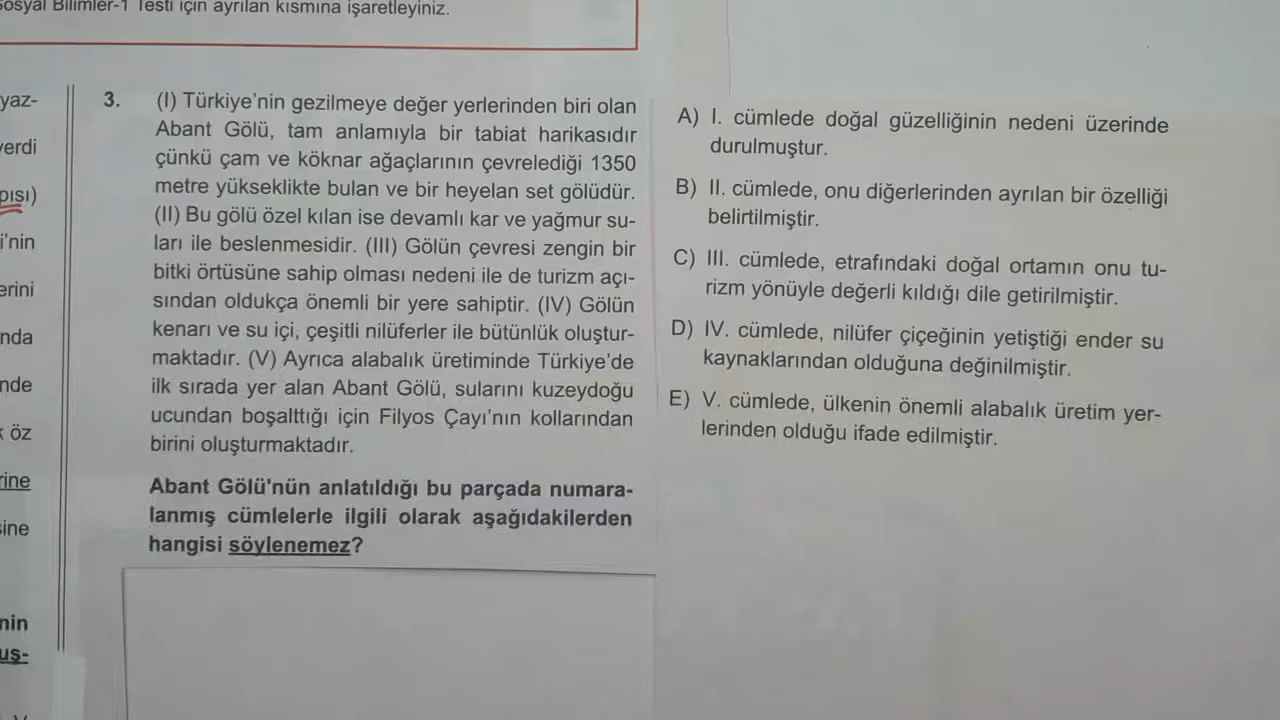 Sosyal Bilimler-1 Testi için ayrılan kısmına işaretleyiniz.
yaz-
verdi
pısı)
i'nin
erini
nda
nde
k öz
rine
sine
nin
uş-
3. (I) Türkiye'nin gezilmeye değer yerlerinden biri olan
Abant Gölü, tam anlamıyla bir tabiat harikasıdır
çünkü çam ve köknar ağaçlarının çevrelediği 1350
metre yükseklikte bulan ve bir heyelan set gölüdür.
(II) Bu gölü özel kılan ise devamlı kar ve yağmur su-
ları ile beslenmesidir. (III) Gölün çevresi zengin bir
bitki örtüsüne sahip olması nedeni ile de turizm açı-
sından oldukça önemli bir yere sahiptir. (IV) Gölün
kenarı ve su içi, çeşitli nilüferler ile bütünlük oluştur-
maktadır. (V) Ayrıca alabalık üretiminde Türkiye'de
ilk sırada yer alan Abant Gölü, sularını kuzeydoğu
ucundan boşalttığı için Filyos Çayı'nın kollarından
birini oluşturmaktadır.
Abant Gölü'nün anlatıldığı bu parçada numara-
lanmış cümlelerle ilgili olarak aşağıdakilerden
hangisi söylenemez?
A) I. cümlede doğal güzelliğinin nedeni üzerinde
durulmuştur.
B) II. cümlede, onu diğerlerinden ayrılan bir özelliği
belirtilmiştir.
C) III. cümlede, etrafındaki doğal ortamın onu tu-
rizm yönüyle değerli kıldığı dile getirilmiştir.
D) IV. cümlede, nilüfer çiçeğinin yetiştiği ender su
kaynaklarından olduğuna değinilmiştir.
E) V. cümlede, ülkenin önemli alabalık üretim yer-
lerinden olduğu ifade edilmiştir.